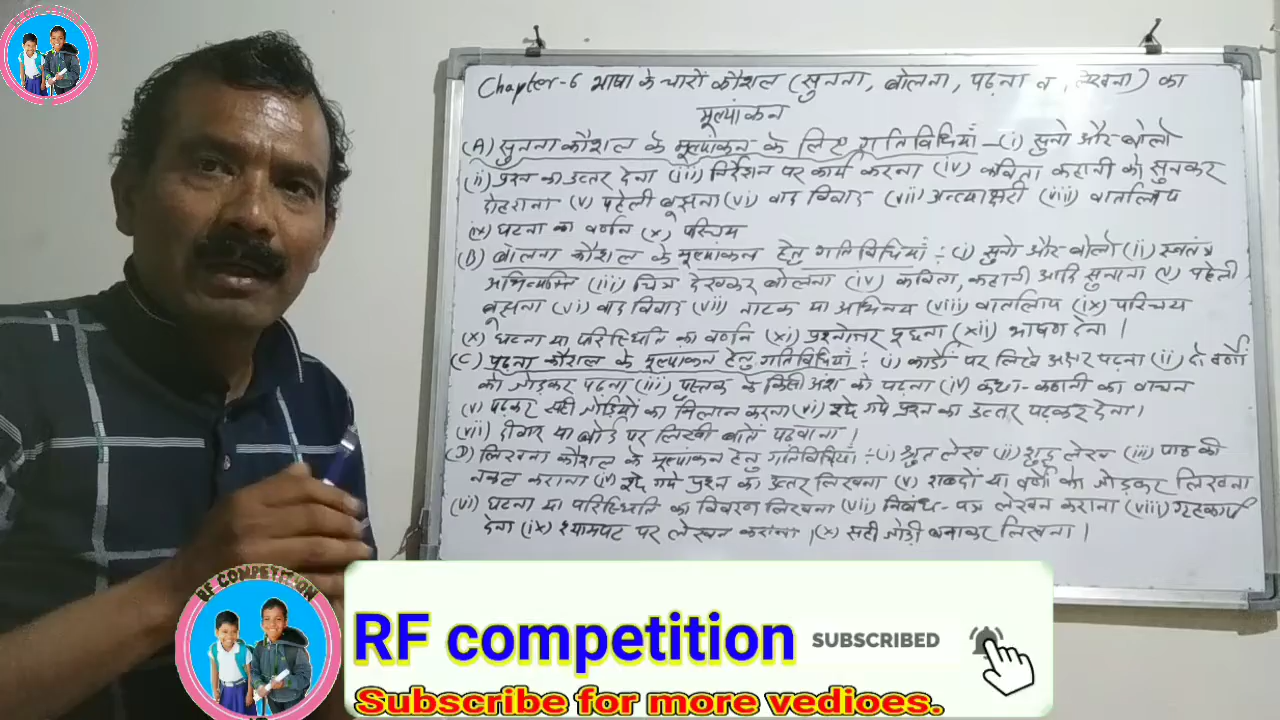 Chapter-6 भाषा के चारों कौशल (सुनना, बोलना, पढ़ना व लिखना) का
मूल्यांकन
(A) सुनना कौशल के मूल्यांकन के लिए गतिविधियाँ - (i) सुनो और बोलो
(ii) प्रश्न का उत्तर देना (iii) निर्देशन पर कार्य करना (iv) कविता कहानी को सुनकर
दोहराना (v) पहेली बूझना (vi) वाद विवाद (vii) अन्त्याक्षरी (viii) वार्तालाप
(ix) घटना का वर्णन (x) परिचय
(B) बोलना कौशल के मूल्यांकन हेतु गतिविधियाँ :- (i) सुनो और बोलो (ii) स्वतंत्र
अभिव्यक्ति (iii) चित्र देखकर बोलना (iv) कविता, कहानी आदि सुनाना (v) पहेली
बूझना (vi) वाद विवाद (vii) नाटक या अभिनय (viii) वार्तालाप (ix) परिचय
(x) घटना या परिस्थिति का वर्णन (xi) प्रश्नोत्तर पूछना (xii) भाषण देना।
(C) पढ़ना कौशल के मूल्यांकन हेतु गतिविधियाँ :- (i) कार्डों पर लिखे अक्षर पढ़ना (ii) दो वर्णों
को जोड़कर पढ़ना (iii) पुस्तक के किसी अंश को पढ़ना (iv) कथा-कहानी का वाचन
(v) पढ़कर सही जोड़ियों का मिलान करना (vi) दिये गये प्रश्न का उत्तर पढ़कर देना।
(vii) दीवार या बोर्ड पर लिखी बातें पढ़वाना।
(D) लिखना कौशल के मूल्यांकन हेतु गतिविधियाँ :- (i) श्रुत लेख (ii) शुद्ध लेख (iii) पाठ की
नकल कराना (iv) दिये गये प्रश्न का उत्तर लिखना (v) शब्दों या वर्णों को जोड़कर लिखना
(vi) घटना या परिस्थिति का विवरण लिखना (vii) निबंध-पत्र लेखन कराना (viii) गृहकार्य
देना (ix) श्यामपट पर लेखन कराना। (x) सही जोड़ी बनाकर लिखना।
RF COMPETITION
RF competition SUBSCRIBED
Subscribe for more vedioes.